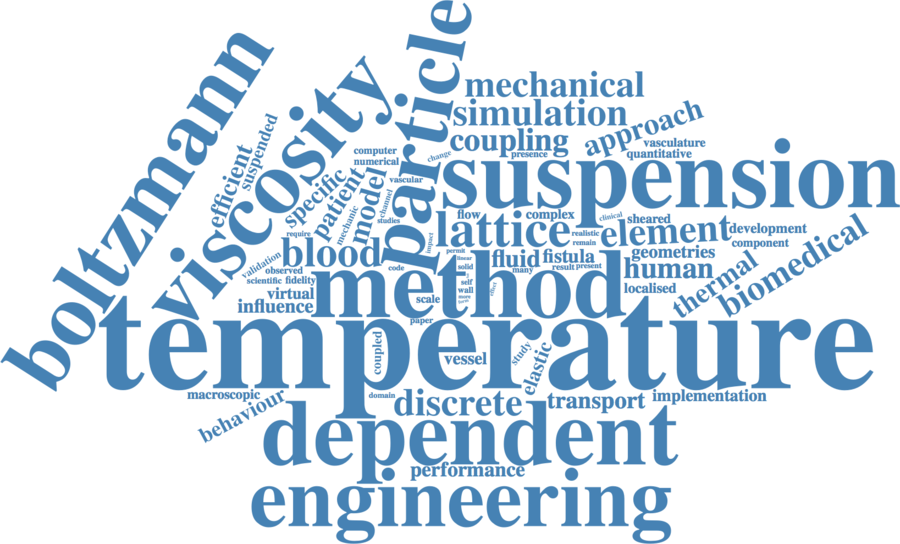 boltzmann
viscosity
particle
mechanical
simulation
coupling
approach
vasculature
quantitative
presence
change
suspension
efficient
suspended
computer
numerical
specific
patient
model
mechanic
channel
studies
vascular
require
validation
observed
scientific
fidelity
virtual
influence
blood
code
impact
lattice
flow
complex
clinical
sheared
realistic
remain
element
development
component
geometries
human
localised
thermal
biomedical
fluid
fistula
many
result
present
permit
linear
solid
self
wall
more
effect
scale
paper
method
temperature
coupled
vessel
study
elastic
domain
macroscopic
behaviour
discrete
transport
implementation
dependent
performance
engineering